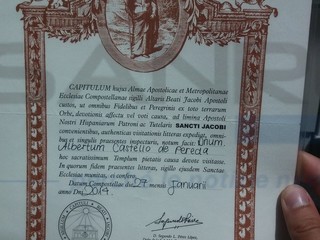 CAPITULUM hujus Almae Apostolicae et Metropolitanae
Ecclesiae Compostellanae sigilli Altaris Beati Jacobi Apostoli
custos, ut omnibus Fidelibus et Peregrinis ex toto terrarum
Orbe, devotionis affectu vel voti causa, ad limina Apostoli
Nostri Hispaniarum Patroni ac Tutelaris SANCTI JACOBI
convenientibus, authenticas visitationis litteras expediat, omni-
bus et singulis praesentes inspecturis, notum facit: Dnum
Albertum Castello de Pereda
hoc sacratissimum Templum pietatis causa devote visitasse.
In quorum fidem praesentes litteras, sigillo ejusdem Sanctae
Ecclesiae munitas, ei confero.
Datum Compostellae die 27 mensis Januarii
anno Dni 2014